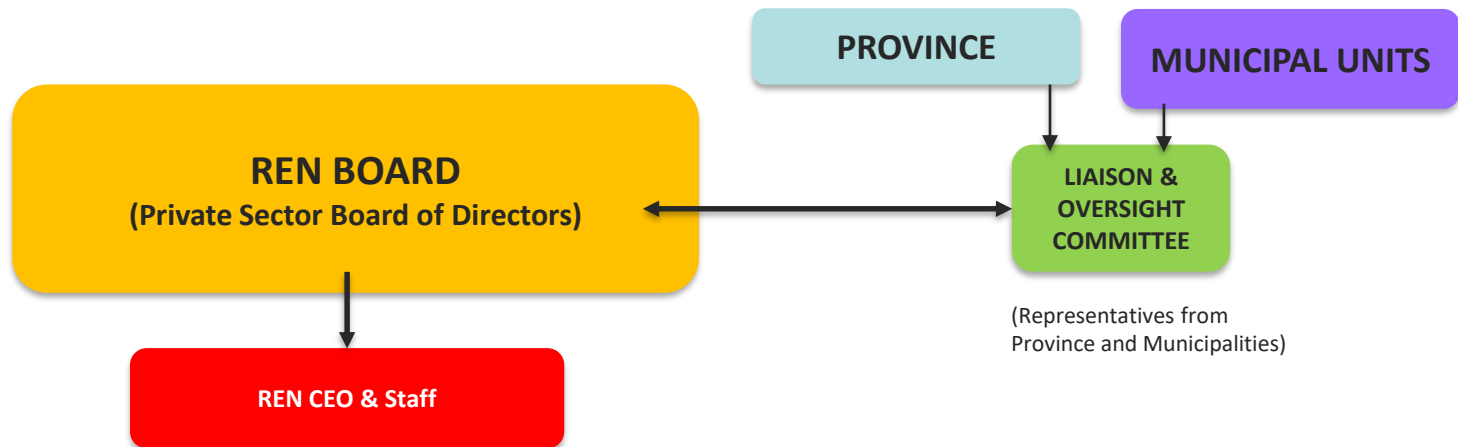 PROVINCE
MUNICIPAL UNITS
REN BOARD
(Private Sector Board of Directors)
LIAISON &
OVERSIGHT
COMMITTEE
(Representatives from
Province and Municipalities)
REN CEO & Staff